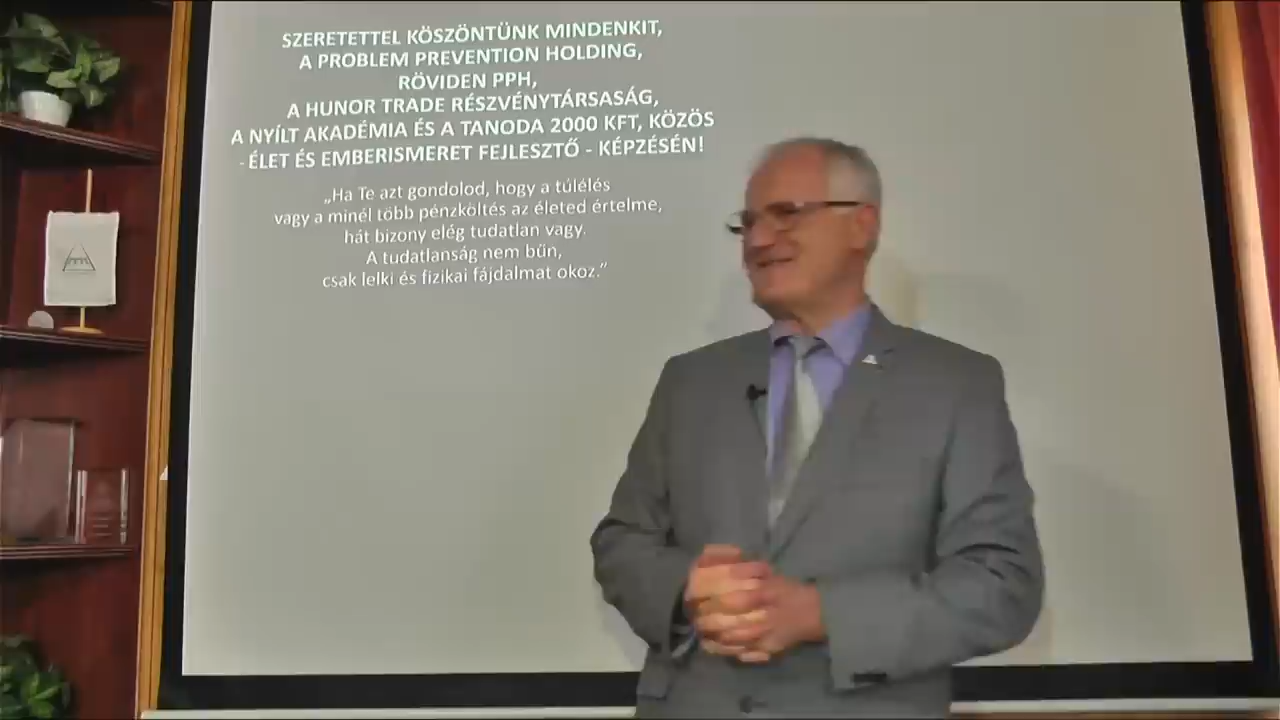 SZERETETTEL KÖSZÖNTÜNK MINDENKIT,
A PROBLEM PREVENTION HOLDING,
RÖVIDEN PPH,
A HUNOR TRADE RÉSZVÉNYTÁRSASÁG,
A NYÍLT AKADÉMIA ÉS A TANODA 2000 KFT, KÖZÖS
- ÉLET ÉS EMBERISMERET FEJLESZTŐ - KÉPZÉSÉN!
„Ha Te azt gondolod, hogy a túlélés
vagy a minél több pénzköltés az életed értelme,
hát bizony elég tudatlan vagy.
A tudatlanság nem bűn,
csak lelki és fizikai fájdalmat okoz.”